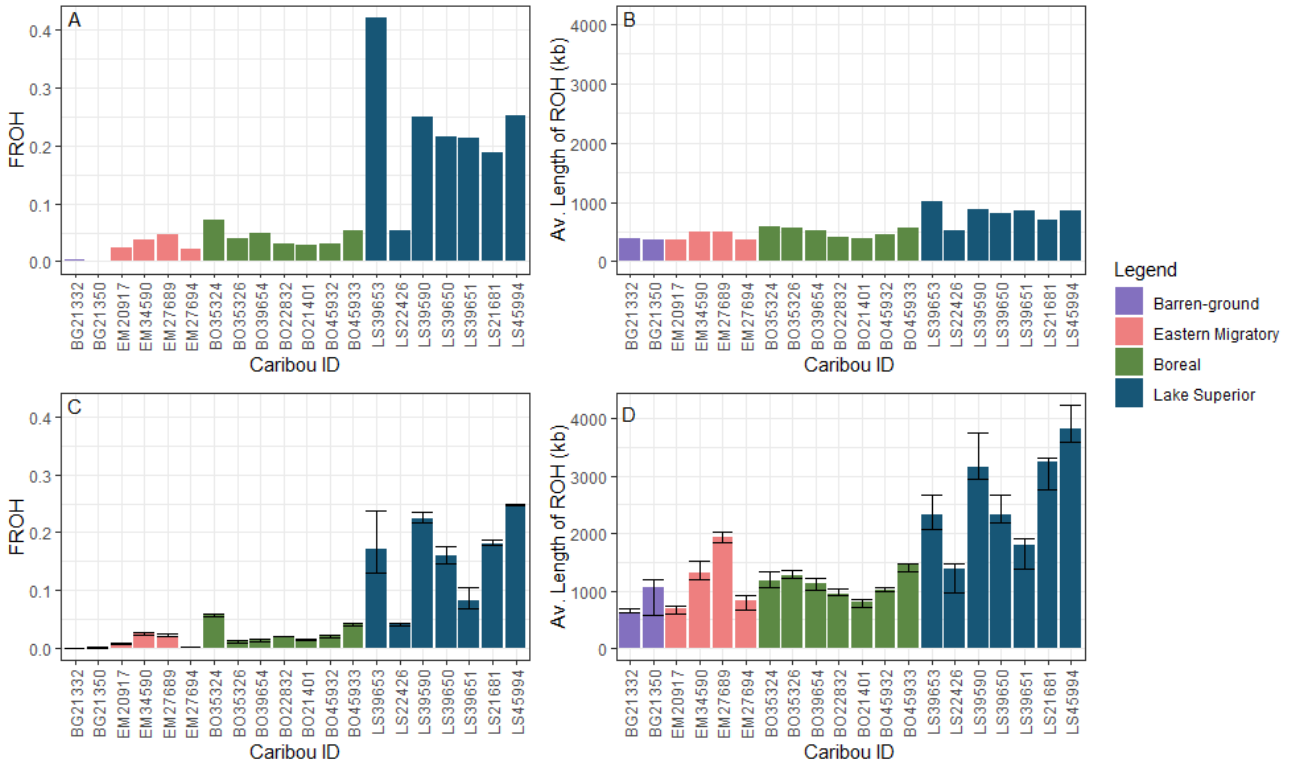 A
FROH
0.4
0.3
0.2
0.1
0.0
BG21332
BG21350
EM20917
EM34590
EM27689
EM27694
BO35324
BO35326
BO39654
BO22832
BO21401
BO45932
BO45933
LS39653
LS22426
LS39590
LS39650
LS39651
LS21681
LS45994
Caribou ID
B
Av. Length of ROH (kb)
4000
3000
2000
1000
0
BG21332
BG21350
EM20917
EM34590
EM27689
EM27694
BO35324
BO35326
BO39654
BO22832
BO21401
BO45932
BO45933
LS39653
LS22426
LS39590
LS39650
LS39651
LS21681
LS45994
Caribou ID
Legend
Barren-ground
Eastern Migratory
Boreal
Lake Superior
C
FROH
0.4
0.3
0.2
0.1
0.0
BG21332
BG21350
EM20917
EM34590
EM27689
EM27694
BO35324
BO35326
BO39654
BO22832
BO21401
BO45932
BO45933
LS39653
LS22426
LS39590
LS39650
LS39651
LS21681
LS45994
Caribou ID
D
Av. Length of ROH (kb)
4000
3000
2000
1000
0
BG21332
BG21350
EM20917
EM34590
EM27689
EM27694
BO35324
BO35326
BO39654
BO22832
BO21401
BO45932
BO45933
LS39653
LS22426
LS39590
LS39650
LS39651
LS21681
LS45994
Caribou ID